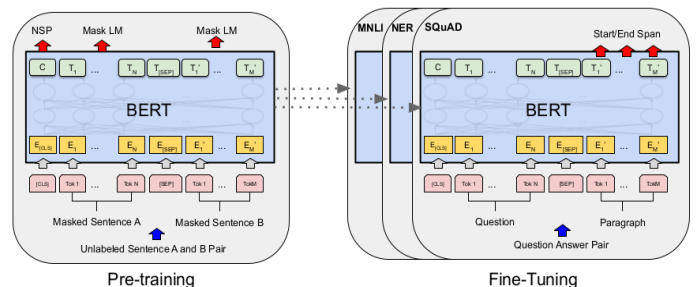 NSP Mask LM Mask LM
C T1 ... TN T[SEP] T1' ... TM'
BERT
E[CLS] E1 ... EN E[SEP] E1' ... EM'
[CLS] Tok 1 ... Tok N [SEP] Tok 1 ... TokM
Masked Sentence A Masked Sentence B
Unlabeled Sentence A and B Pair
Pre-training
MNLI NER SQuAD
Start/End Span
C T1 ... TN T[SEP] T1' ... TM'
BERT
E[CLS] E1 ... EN E[SEP] E1' ... EM'
[CLS] Tok 1 ... Tok N [SEP] Tok 1 ... TokM
Question Paragraph
Question Answer Pair
Fine-Tuning